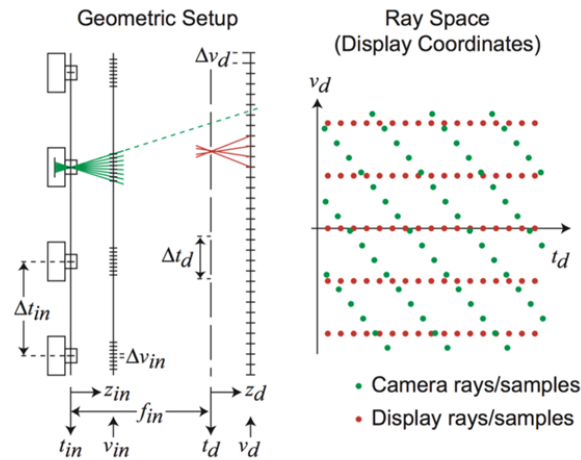 Geometric Setup
Δv_d
Δt_d
Δt_in
Δv_in
z_in
f_in
z_d
t_in
v_in
t_d
v_d
Ray Space
(Display Coordinates)
v_d
t_d
Camera rays/samples
Display rays/samples